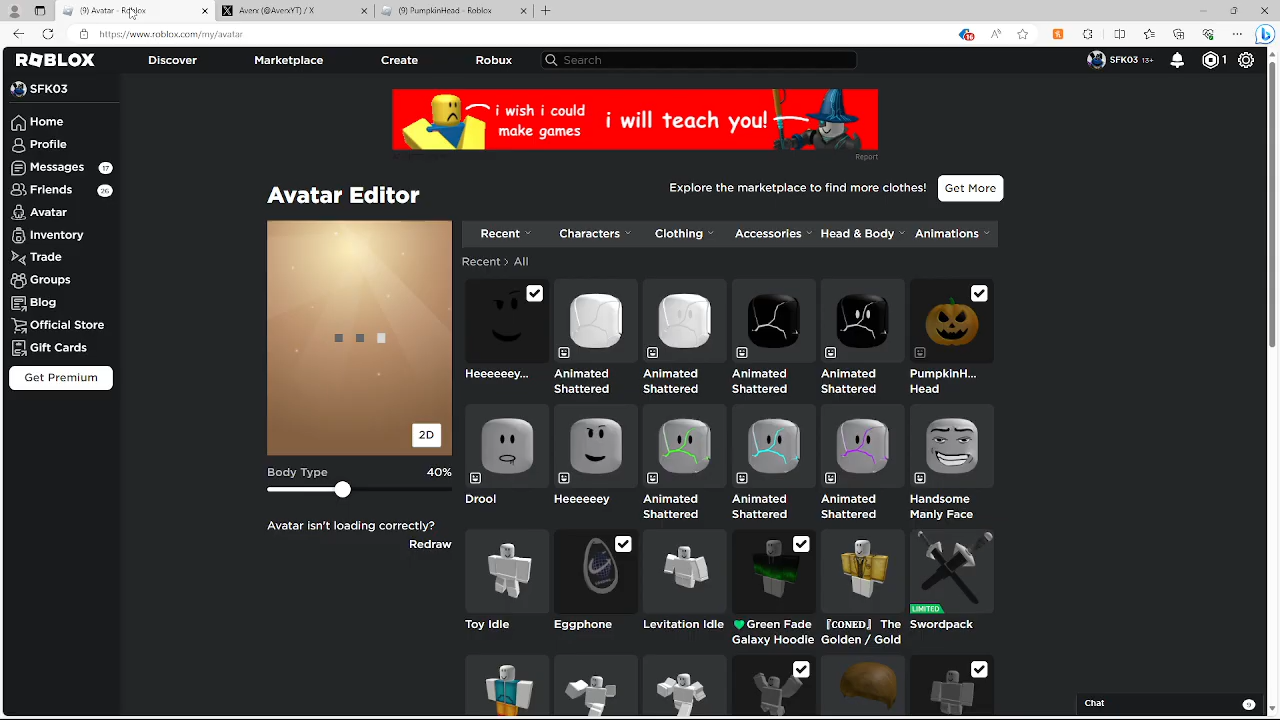 (9) Avatar - Roblox
Averx (@AverxYT) / X
(9) PumpkinHead - Roblox
https://www.roblox.com/my/avatar
16
ROBLOX
Discover
Marketplace
Create
Robux
Search
SFK03 13+
1
SFK03
Home
Profile
Messages 17
Friends 26
Avatar
Inventory
Trade
Groups
Blog
Official Store
Gift Cards
Get Premium
i wish i could
make games
i will teach you!
Report
Avatar Editor
Explore the marketplace to find more clothes!
Get More
2D
Body Type 40%
Avatar isn't loading correctly?
Redraw
Recent
Characters
Clothing
Accessories
Head & Body
Animations
Recent > All
Heeeeeey...
Animated
Shattered
Animated
Shattered
Animated
Shattered
Animated
Shattered
PumpkinH...
Head
Drool
Heeeeeey
Animated
Shattered
Animated
Shattered
Animated
Shattered
Handsome
Manly Face
Toy Idle
Eggphone
Levitation Idle
💚Green Fade
Galaxy Hoodie
『CONED』 The
Golden / Gold
LIMITED
Swordpack
Chat 9